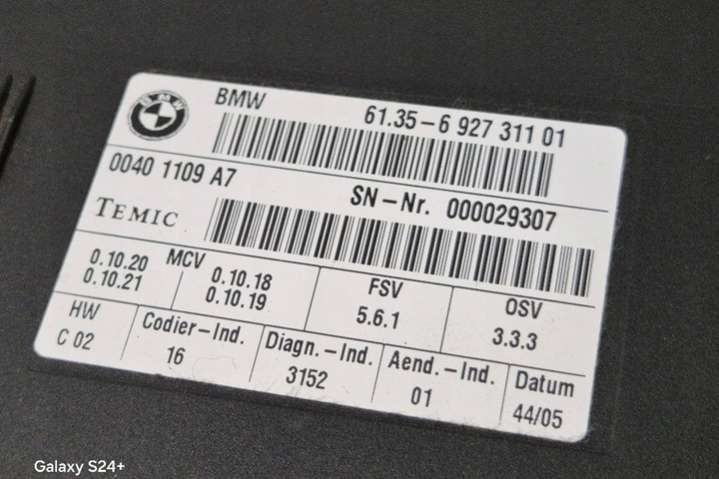 BMW
BMW 61.35-6 927 311 01
0040 1109 A7
SN-Nr. 000029307
TEMIC
0.10.20 MCV 0.10.18 FSV OSV
0.10.21 0.10.19 5.6.1 3.3.3
HW Codier-Ind. Diagn.-Ind. Aend.-Ind. Datum
C 02 16 3152 01 44/05
Galaxy S24+